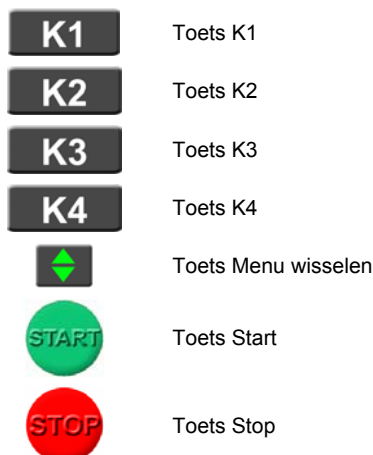 K1 Toets K1
K2 Toets K2
K3 Toets K3
K4 Toets K4
Toets Menu wisselen
START Toets Start
STOP Toets Stop